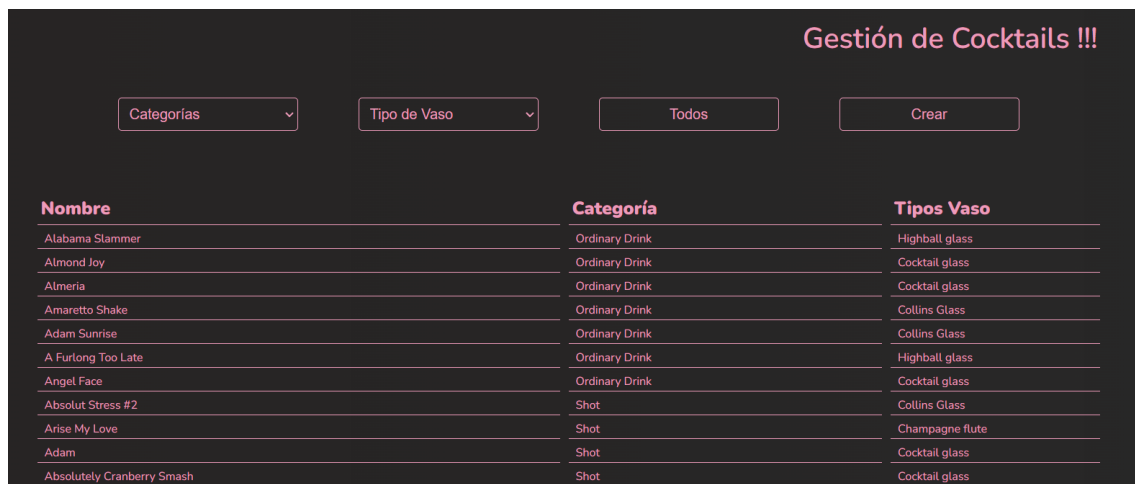 Gestión de Cocktails !!!
Categorías Tipo de Vaso Todos Crear
Nombre Categoría Tipos Vaso
Alabama Slammer Ordinary Drink Highball glass
Almond Joy Ordinary Drink Cocktail glass
Almeria Ordinary Drink Cocktail glass
Amaretto Shake Ordinary Drink Collins Glass
Adam Sunrise Ordinary Drink Collins Glass
A Furlong Too Late Ordinary Drink Highball glass
Angel Face Ordinary Drink Cocktail glass
Absolut Stress #2 Shot Collins Glass
Arise My Love Shot Champagne flute
Adam Shot Cocktail glass
Absolutely Cranberry Smash Shot Cocktail glass